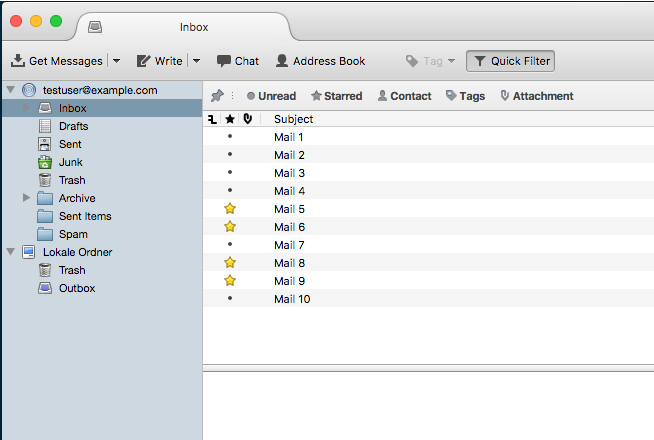 Inbox
Get Messages Write Chat Address Book Tag Quick Filter
testuser@example.com
Inbox
Drafts
Sent
Junk
Trash
Archive
Sent Items
Spam
Lokale Ordner
Trash
Outbox
Unread Starred Contact Tags Attachment
Subject
Mail 1
Mail 2
Mail 3
Mail 4
Mail 5
Mail 6
Mail 7
Mail 8
Mail 9
Mail 10